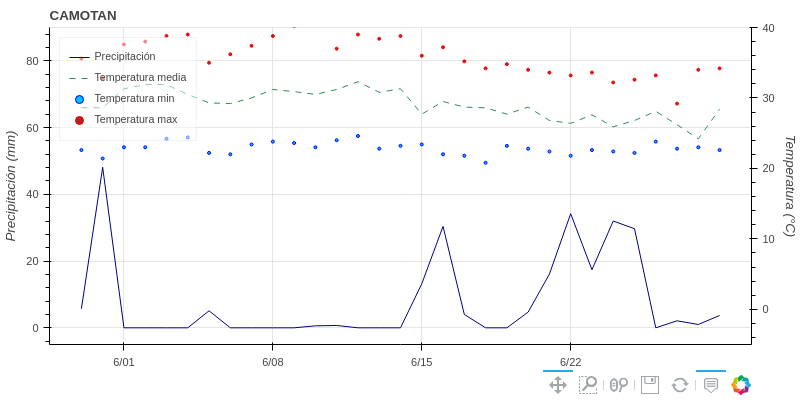 CAMOTAN
Precipitación
Temperatura media
Temperatura min
Temperatura max
Precipitación (mm)
80
60
40
20
0
Temperatura (°C)
40
30
20
10
0
6/01
6/08
6/15
6/22